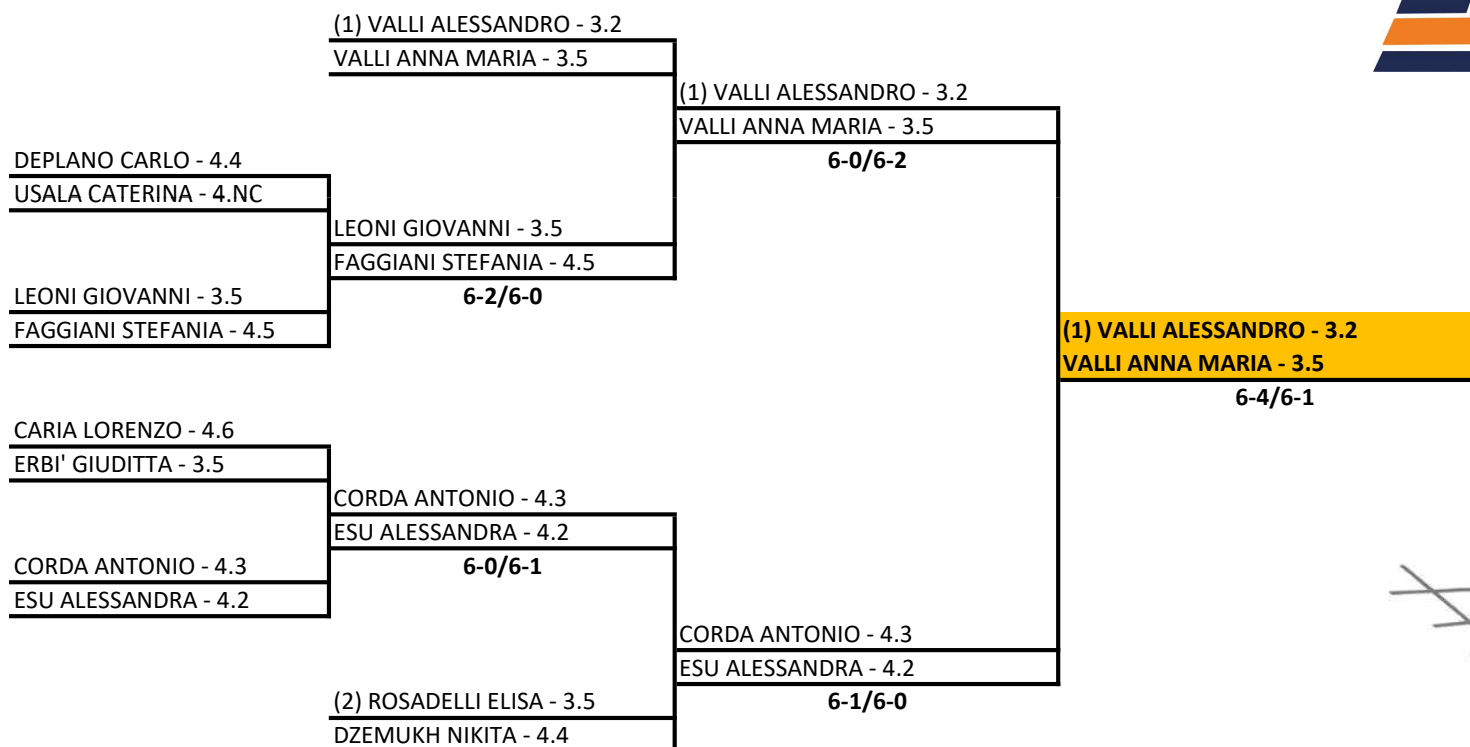 (1) VALLI ALESSANDRO - 3.2
VALLI ANNA MARIA - 3.5
(1) VALLI ALESSANDRO - 3.2
VALLI ANNA MARIA - 3.5
6-0/6-2
DEPLANO CARLO - 4.4
USALA CATERINA - 4.NC
LEONI GIOVANNI - 3.5
FAGGIANI STEFANIA - 4.5
6-2/6-0
LEONI GIOVANNI - 3.5
FAGGIANI STEFANIA - 4.5
(1) VALLI ALESSANDRO - 3.2
VALLI ANNA MARIA - 3.5
6-4/6-1
CARIA LORENZO - 4.6
ERBI' GIUDITTA - 3.5
CORDA ANTONIO - 4.3
ESU ALESSANDRA - 4.2
6-0/6-1
CORDA ANTONIO - 4.3
ESU ALESSANDRA - 4.2
CORDA ANTONIO - 4.3
ESU ALESSANDRA - 4.2
6-1/6-0
(2) ROSADELLI ELISA - 3.5
DZEMUKH NIKITA - 4.4